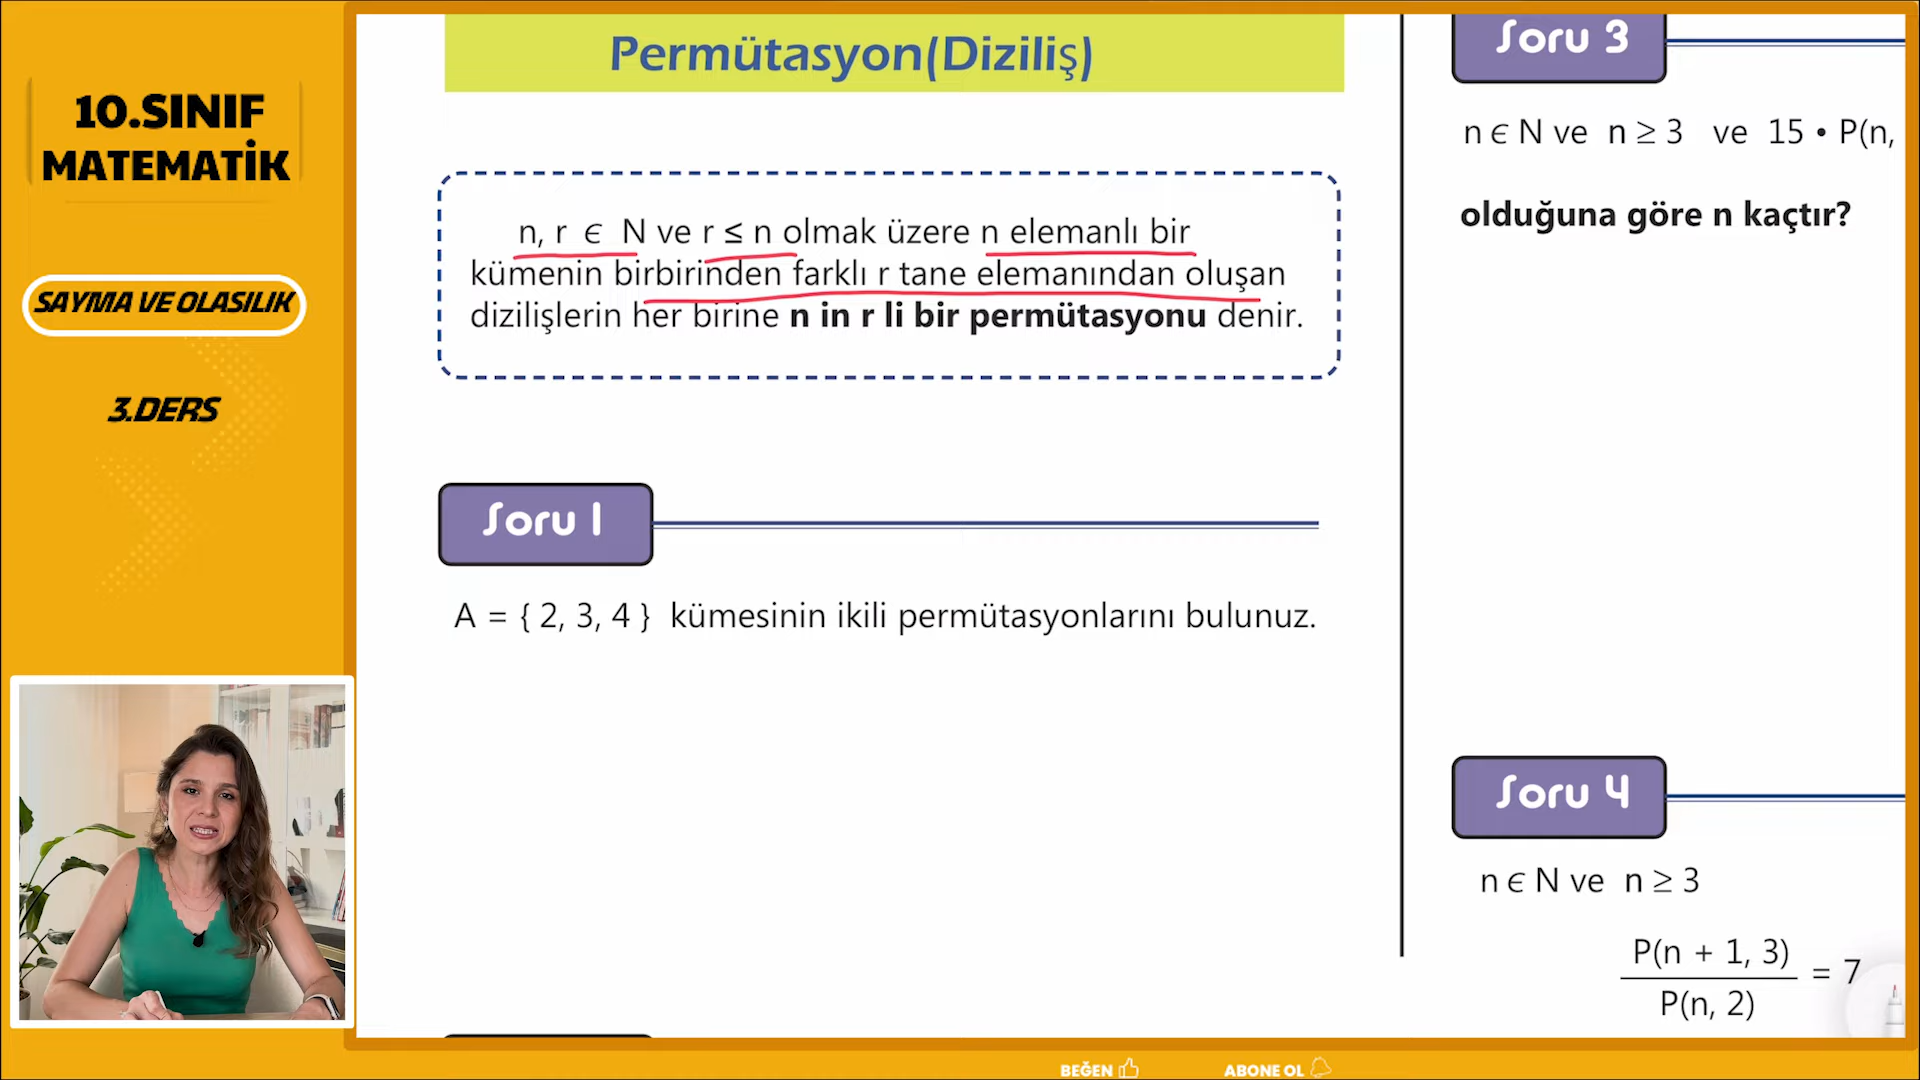 10.SINIF
MATEMATİK
SAYMA VE OLASILIK
3.DERS
Permütasyon(Diziliş)
n, r ϵ N ve r ≤ n olmak üzere n elemanlı bir
kümenin birbirinden farklı r tane elemanından oluşan
dizilişlerin her birine n in r li bir permütasyonu denir.
Soru 1
A = { 2, 3, 4 } kümesinin ikili permütasyonlarını bulunuz.
Soru 3
n ϵ N ve n ≥ 3 ve 15 • P(n,
olduğuna göre n kaçtır?
Soru 4
n ϵ N ve n ≥ 3
P(n + 1, 3)
= 7
P(n, 2)
BEĞEN
ABONE OL